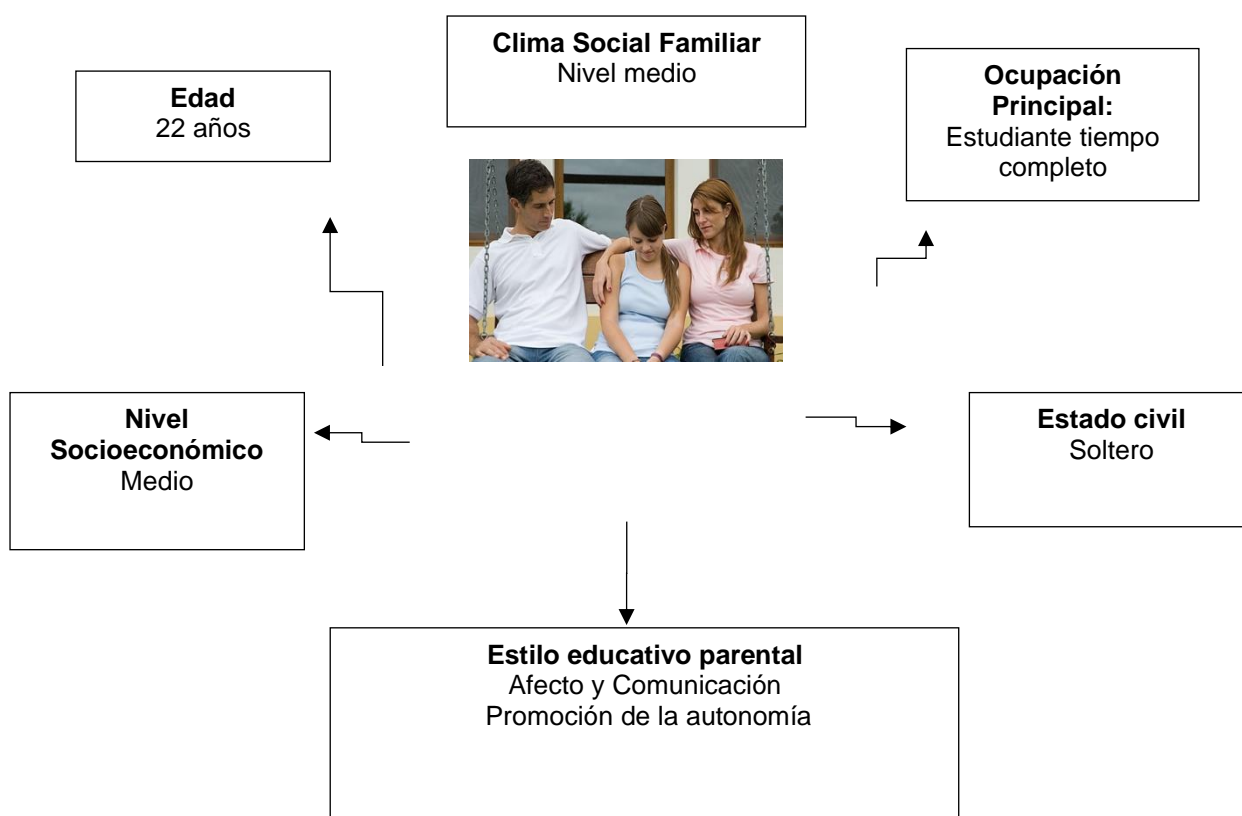 Clima Social Familiar
Nivel medio
Edad
22 años
Ocupación
Principal:
Estudiante tiempo
completo
Nivel
Socioeconómico
Medio
Estado civil
Soltero
Estilo educativo parental
Afecto y Comunicación
Promoción de la autonomía